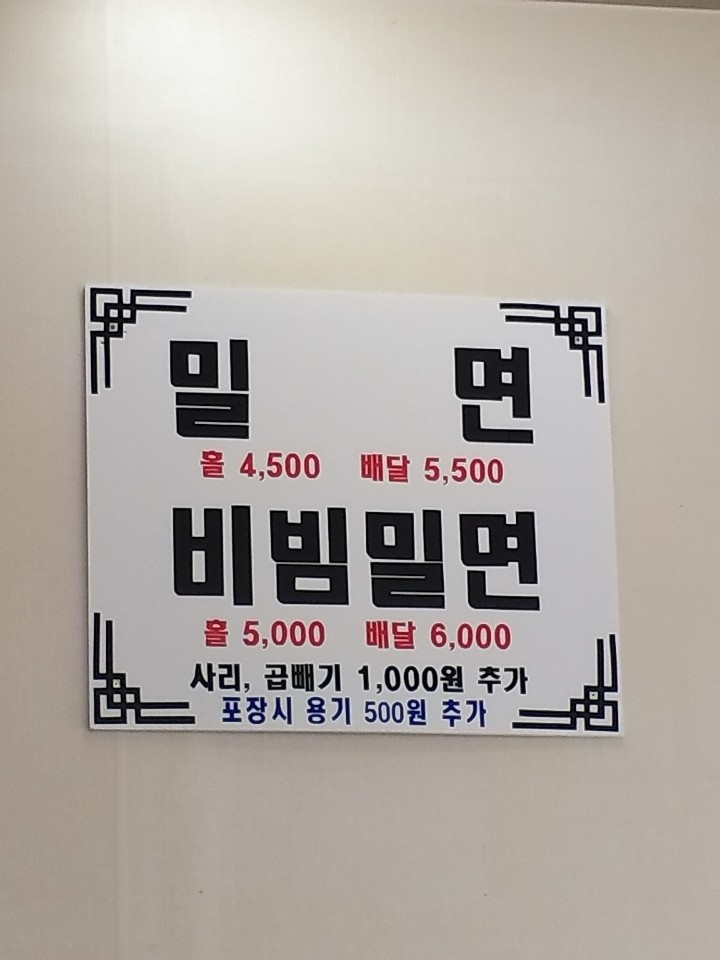 밀 면
홀 4,500 배달 5,500
비빔밀면
홀 5,000 배달 6,000
사리, 곱빼기 1,000원 추가
포장시 용기 500원 추가